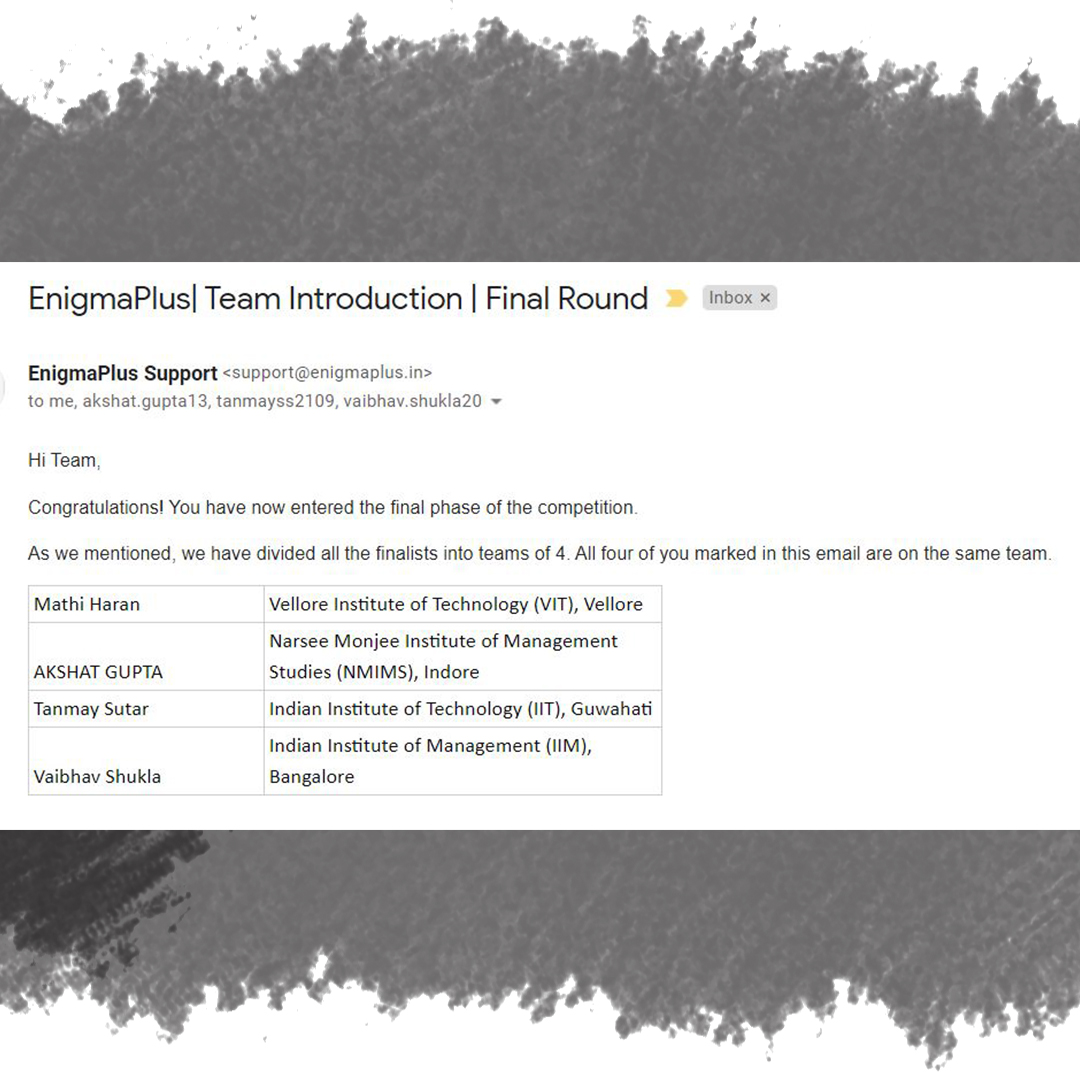 EnigmaPlus| Team Introduction | Final Round Inbox ×
EnigmaPlus Support <support@enigmaplus.in>
to me, akshat.gupta13, tanmayss2109, vaibhav.shukla20
Hi Team,
Congratulations! You have now entered the final phase of the competition.
As we mentioned, we have divided all the finalists into teams of 4. All four of you marked in this email are on the same team.
Mathi Haran Vellore Institute of Technology (VIT), Vellore
Narsee Monjee Institute of Management
AKSHAT GUPTA Studies (NMIMS), Indore
Tanmay Sutar Indian Institute of Technology (IIT), Guwahati
Indian Institute of Management (IIM),
Vaibhav Shukla Bangalore